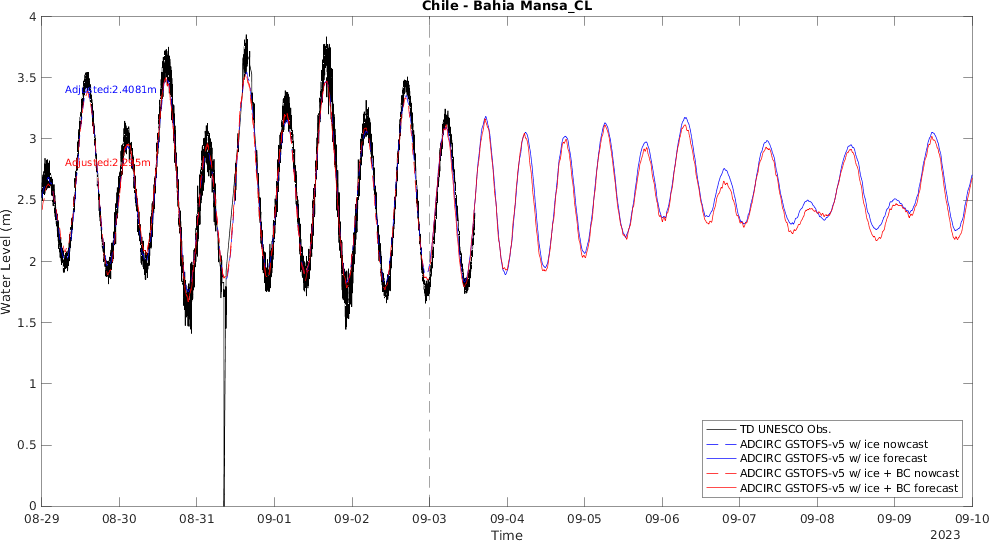 Chile - Bahia Mansa_CL
4
3.5
3
2.5
2
1.5
1
0.5
0
Water Level (m)
Adjusted:2.4081m
TD UNESCO Obs.
ADCIRC GSTOFS-v5 w/ ice nowcast
ADCIRC GSTOFS-v5 w/ ice forecast
ADCIRC GSTOFS-v5 w/ ice + BC nowcast
ADCIRC GSTOFS-v5 w/ ice + BC forecast
08-29 08-30 08-31 09-01 09-02 09-03 09-04 09-05 09-06 09-07 09-08 09-09 09-10
Time
2023